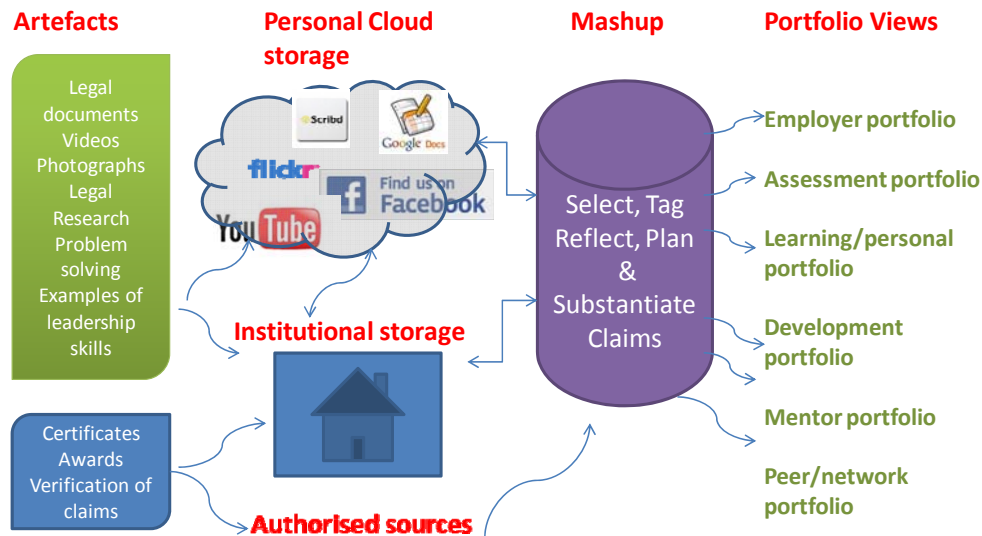 Artefacts
Personal Cloud
storage
Mashup
Portfolio Views
Legal
documents
Videos
Photographs
Legal
Research
Problem
solving
Examples of
leadership
skills
Scribd
Google Docs
flickr
Find us on
Facebook
You Tube
Institutional storage
Certificates
Awards
Verification of
claims
Authorised sources
Select, Tag
Reflect, Plan
&
Substantiate
Claims
Employer portfolio
Assessment portfolio
Learning/personal
portfolio
Development
portfolio
Mentor portfolio
Peer/network
portfolio